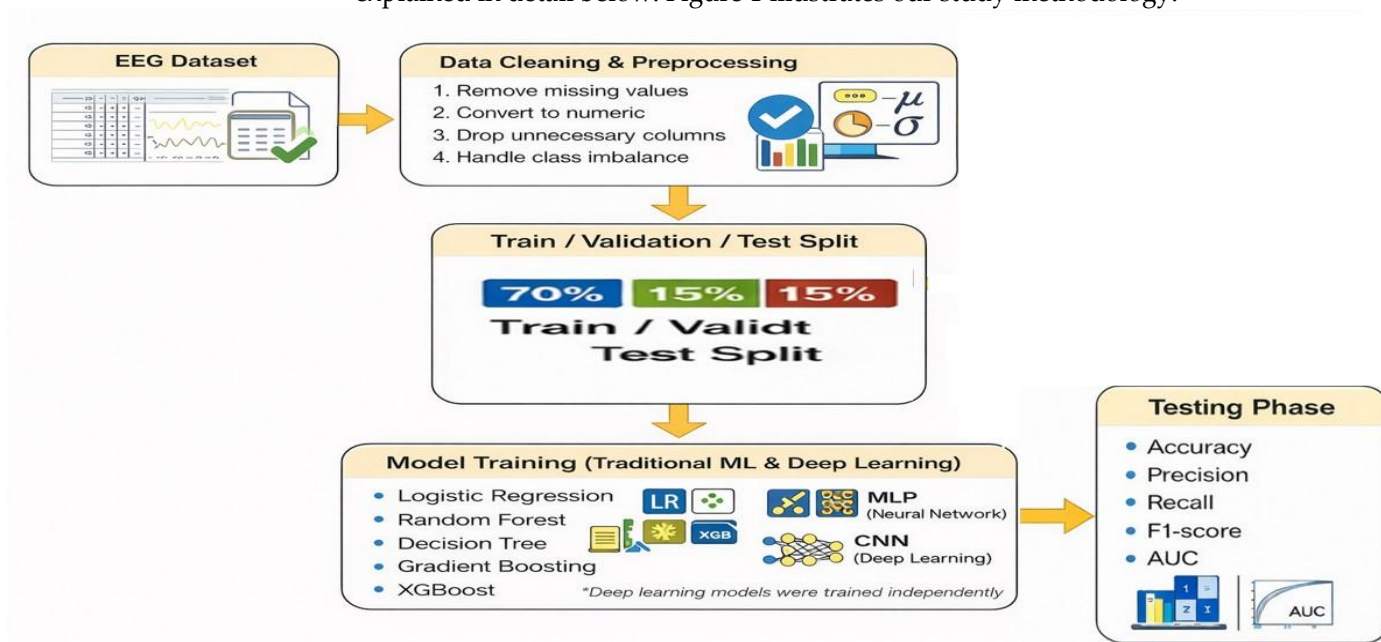 explained in detail below. Figure 1 illustrates our study methodology.
EEG Dataset
Data Cleaning & Preprocessing
1. Remove missing values
2. Convert to numeric
3. Drop unnecessary columns
4. Handle class imbalance
μ
σ
Train / Validation / Test Split
70% 15% 15%
Train / Validt
Test Split
Model Training (Traditional ML & Deep Learning)
• Logistic Regression
• Random Forest
• Decision Tree
• Gradient Boosting
• XGBoost
LR
XGB
MLP
(Neural Network)
CNN
(Deep Learning)
*Deep learning models were trained independently
Testing Phase
• Accuracy
• Precision
• Recall
• F1-score
• AUC
AUC